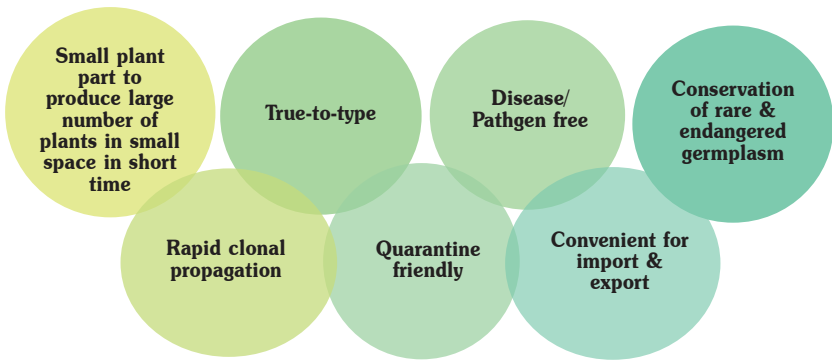 Small plant
part to
produce large
number of
plants in small
space in short
time
True-to-type
Disease/
Pathgen free
Conservation
of rare &
endangered
germplasm
Rapid clonal
propagation
Quarantine
friendly
Convenient for
import &
export